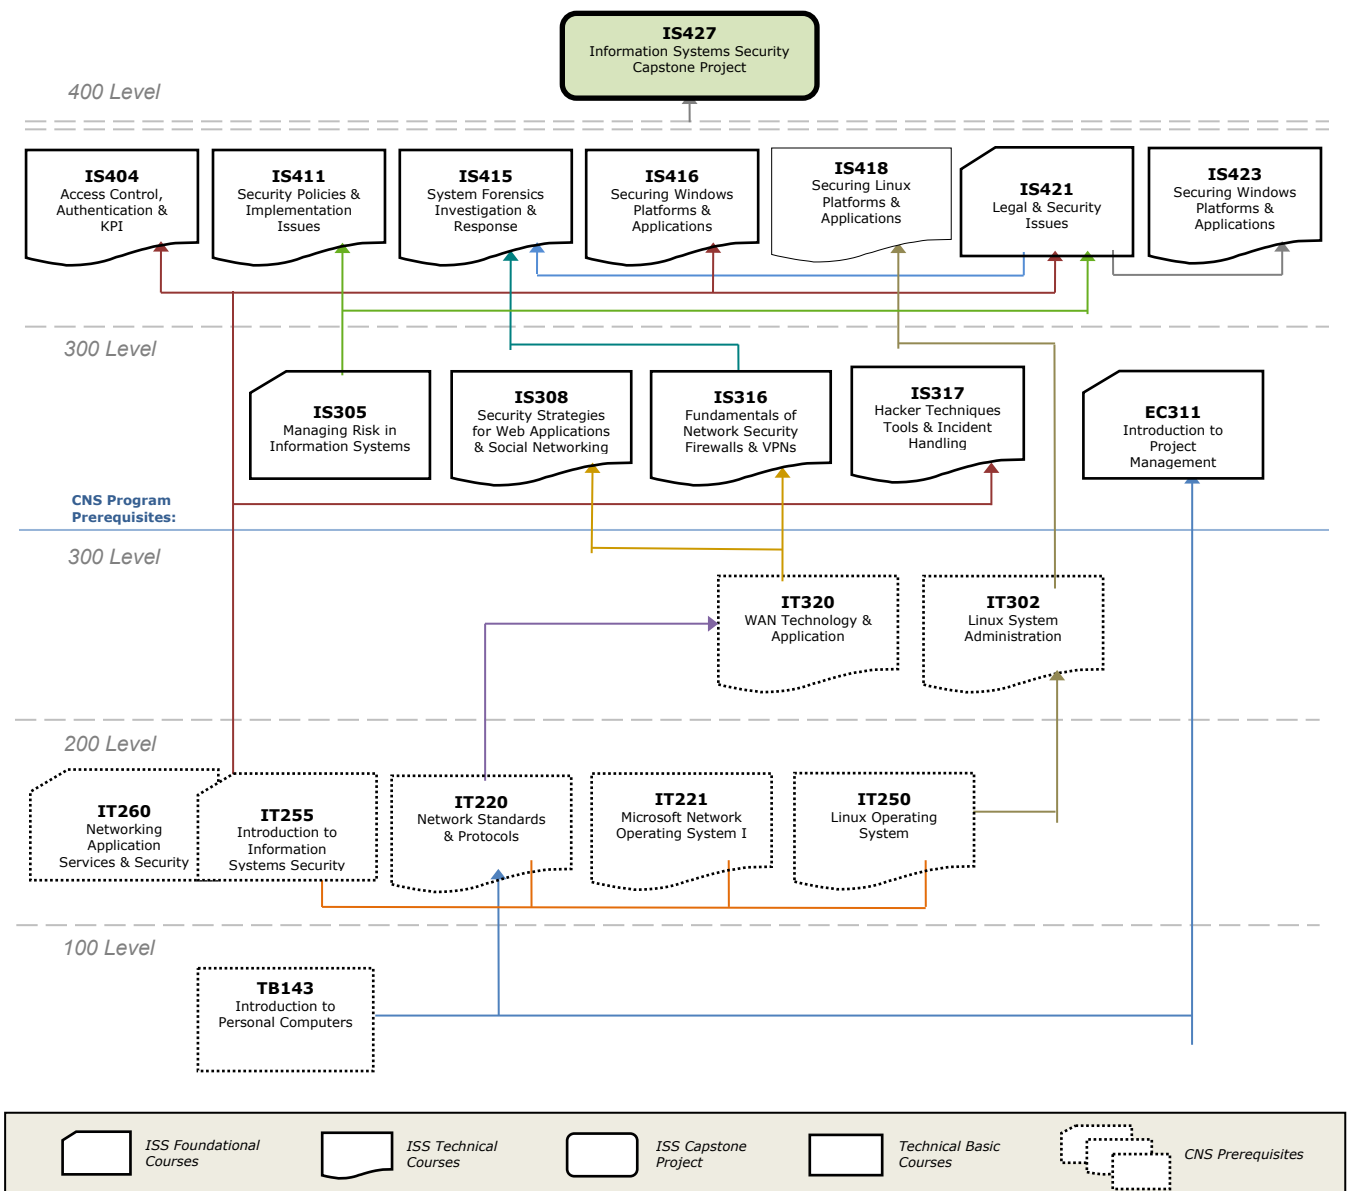 IS427
Information Systems Security
Capstone Project
400 Level
IS404
Access Control,
Authentication &
KPI
IS411
Security Policies &
Implementation
Issues
IS415
System Forensics
Investigation &
Response
IS416
Securing Windows
Platforms &
Applications
IS418
Securing Linux
Platforms &
Applications
IS421
Legal & Security
Issues
IS423
Securing Windows
Platforms &
Applications
300 Level
IS305
Managing Risk in
Information Systems
IS308
Security Strategies
for Web Applications
& Social Networking
IS316
Fundamentals of
Network Security
Firewalls & VPNs
IS317
Hacker Techniques
Tools & Incident
Handling
EC311
Introduction to
Project
Management
CNS Program
Prerequisites:
300 Level
IT320
WAN Technology &
Application
IT302
Linux System
Administration
200 Level
IT260
Networking
Application
Services & Security
IT255
Introduction to
Information
Systems Security
IT220
Network Standards
& Protocols
IT221
Microsoft Network
Operating System I
IT250
Linux Operating
System
100 Level
TB143
Introduction to
Personal Computers
ISS Foundational
Courses
ISS Technical
Courses
ISS Capstone
Project
Technical Basic
Courses
CNS Prerequisites